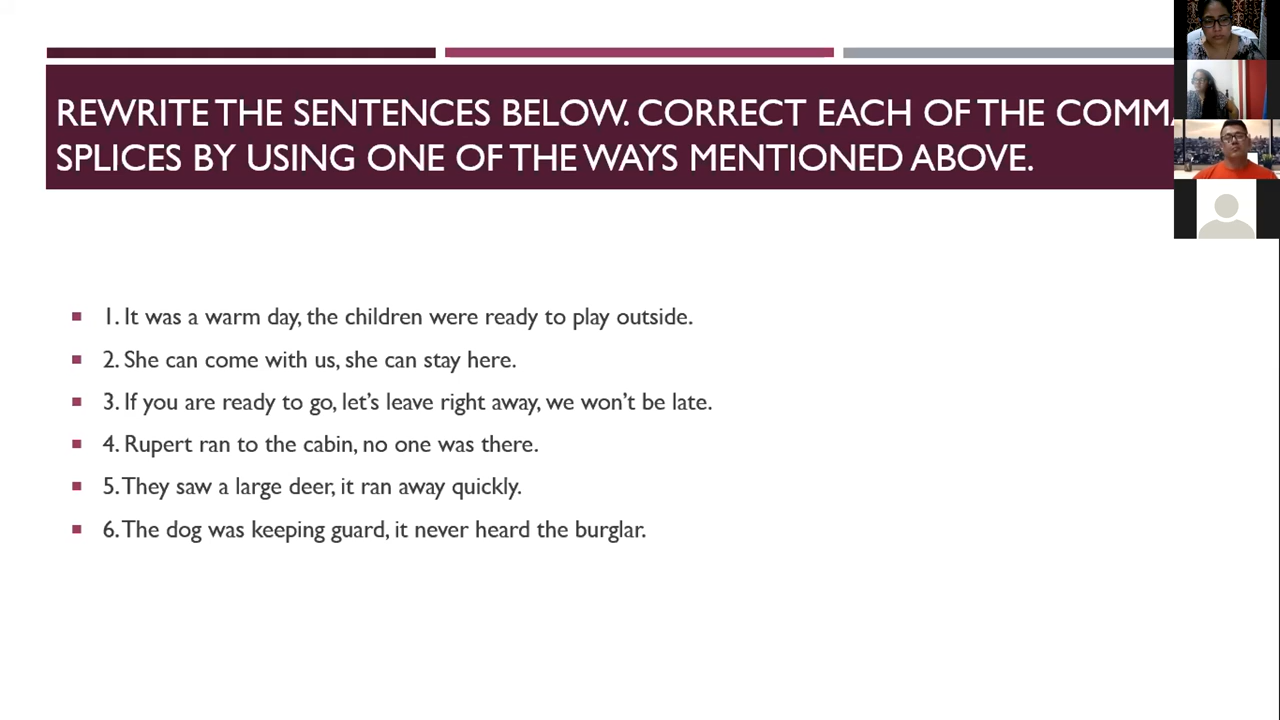 REWRITE THE SENTENCES BELOW. CORRECT EACH OF THE COMMA
SPLICES BY USING ONE OF THE WAYS MENTIONED ABOVE.
1. It was a warm day, the children were ready to play outside.
2. She can come with us, she can stay here.
3. If you are ready to go, let's leave right away, we won't be late.
4. Rupert ran to the cabin, no one was there.
5. They saw a large deer, it ran away quickly.
6. The dog was keeping guard, it never heard the burglar.